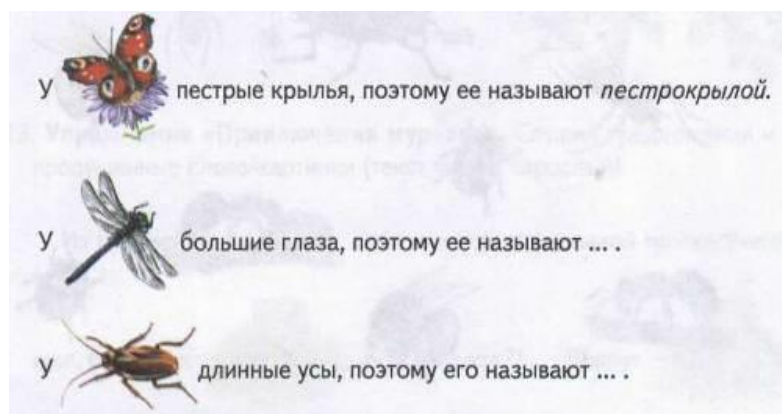 У пестрые крылья, поэтому ее называют пестрокрылой.
У большие глаза, поэтому ее называют ... .
У длинные усы, поэтому его называют ... .